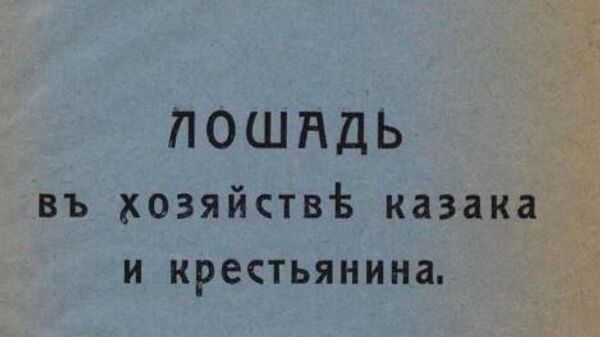 ЛОШАДЬ
въ хозяйствѣ казака
и крестьянина.